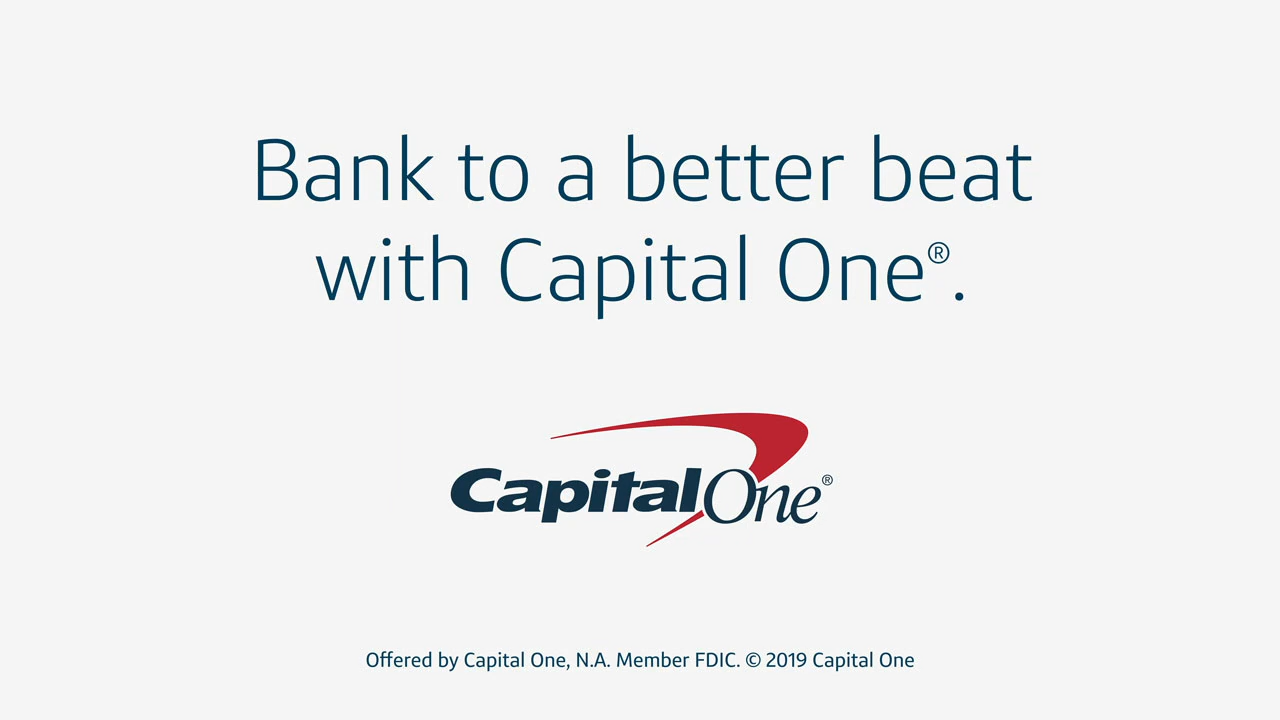 Bank to a better beat
with Capital One®.
CapitalOne®
Offered by Capital One, N.A. Member FDIC. © 2019 Capital One